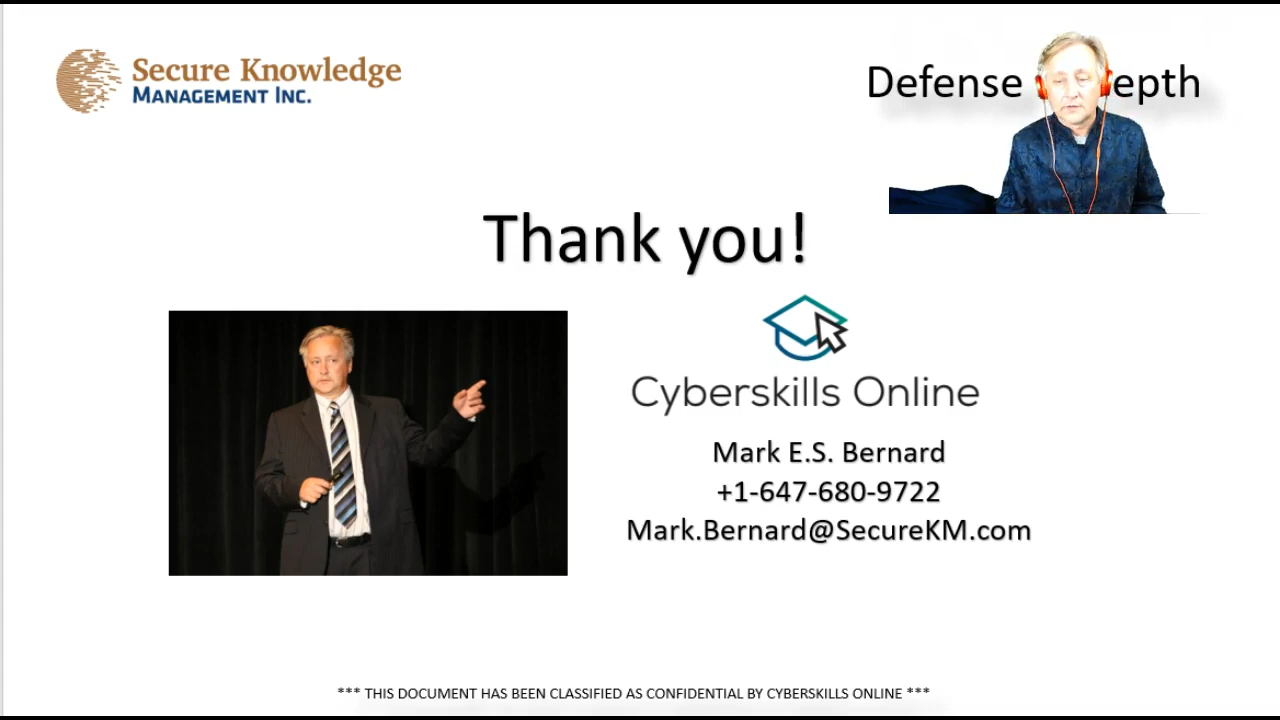 Secure Knowledge
MANAGEMENT INC.
Defense epth
Thank you!
Cyberskills Online
Mark E.S. Bernard
+1-647-680-9722
Mark.Bernard@SecureKM.com
*** THIS DOCUMENT HAS BEEN CLASSIFIED AS CONFIDENTIAL BY CYBERSKILLS ONLINE ***